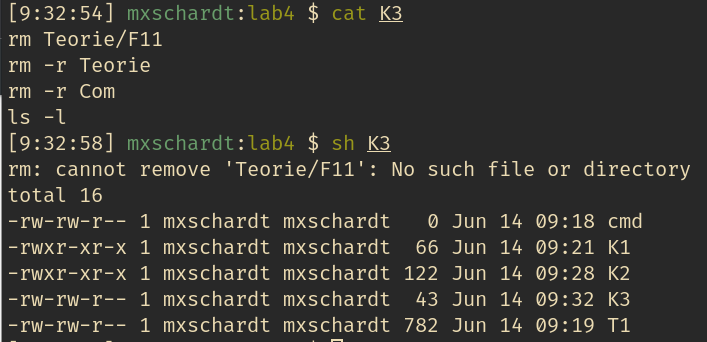 [9:32:54] mxschardt:lab4 $ cat K3
rm Teorie/F11
rm -r Teorie
rm -r Com
ls -l
[9:32:58] mxschardt:lab4 $ sh K3
rm: cannot remove 'Teorie/F11': No such file or directory
total 16
-rw-rw-r-- 1 mxschardt mxschardt   0 Jun 14 09:18 cmd
-rwxr-xr-x 1 mxschardt mxschardt  66 Jun 14 09:21 K1
-rwxr-xr-x 1 mxschardt mxschardt 122 Jun 14 09:28 K2
-rw-rw-r-- 1 mxschardt mxschardt  43 Jun 14 09:32 K3
-rw-rw-r-- 1 mxschardt mxschardt 782 Jun 14 09:19 T1